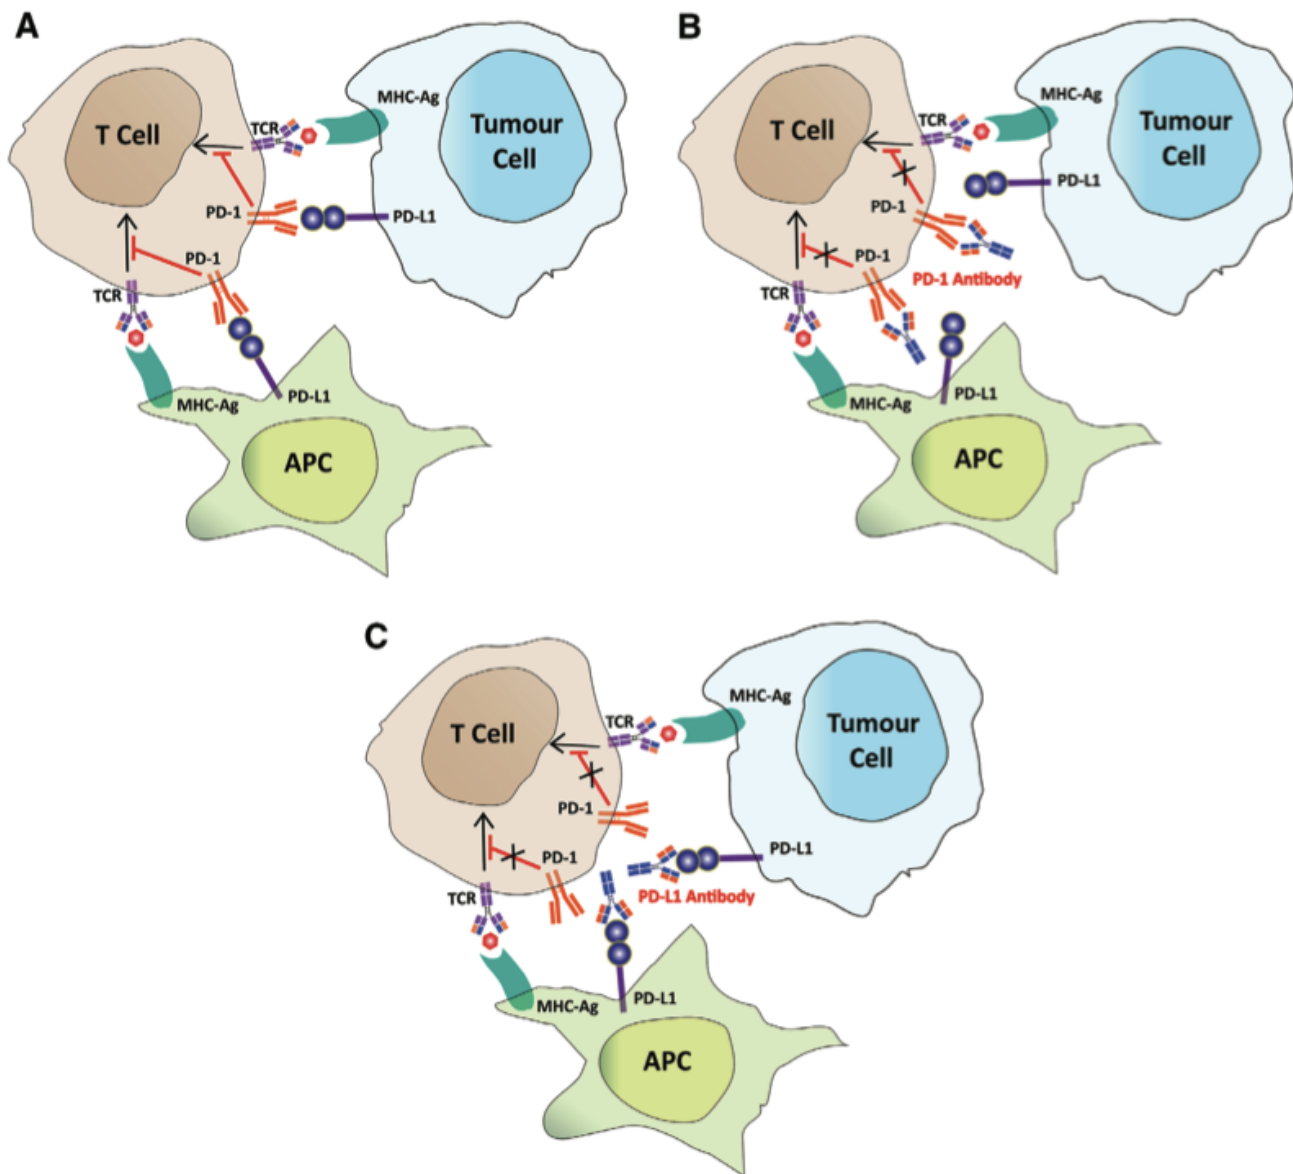 A
T Cell
TCR
MHC-Ag
Tumour
Cell
PD-1
PD-L1
PD-1
TCR
MHC-Ag
PD-L1
APC
B
T Cell
TCR
MHC-Ag
Tumour
Cell
PD-1
PD-L1
PD-1
PD-1 Antibody
TCR
MHC-Ag
PD-L1
APC
C
T Cell
TCR
MHC-Ag
Tumour
Cell
PD-1
PD-L1
PD-1
PD-L1 Antibody
TCR
MHC-Ag
PD-L1
APC